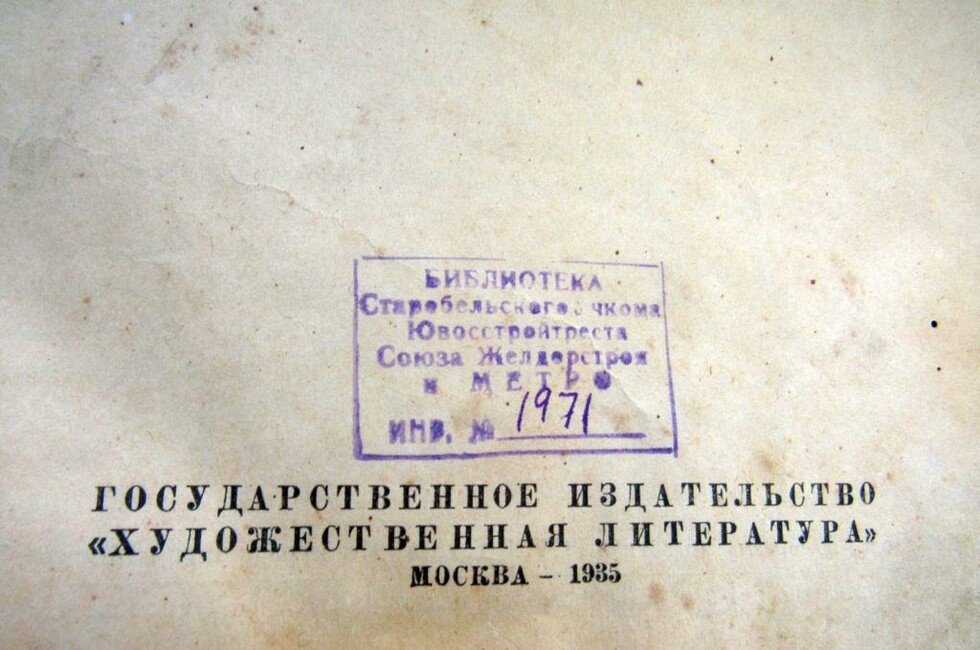 БИБЛИОТЕКА
Старобельского
Ювосстройтреста
Союза Желдорстроя
и МЕТРО
ИНВ. № 1971
ГОСУДАРСТВЕННОЕ ИЗДАТЕЛЬСТВО
«ХУДОЖЕСТВЕННАЯ ЛИТЕРАТУРА»
МОСКВА – 1935